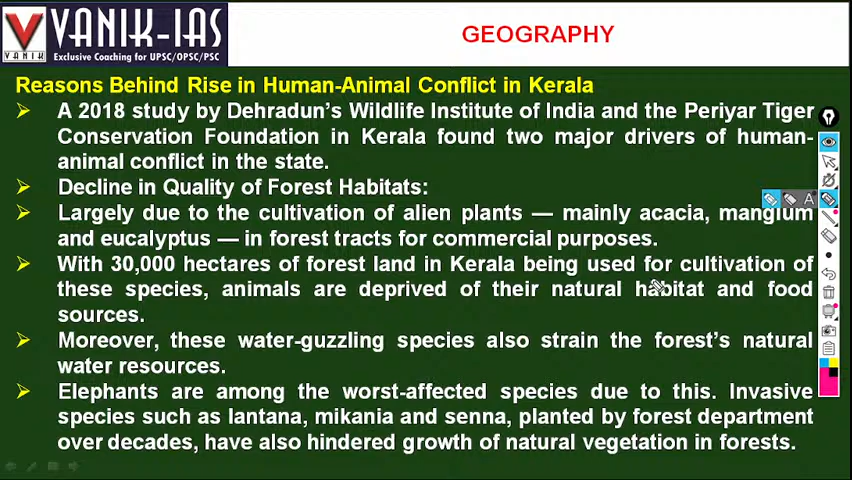 VANIK-IAS
VANIK
Exclusive Coaching for UPSC/OPSC/PSC
GEOGRAPHY
Reasons Behind Rise in Human-Animal Conflict in Kerala
A 2018 study by Dehradun's Wildlife Institute of India and the Periyar Tiger
Conservation Foundation in Kerala found two major drivers of human-
animal conflict in the state.
Decline in Quality of Forest Habitats:
Largely due to the cultivation of alien plants — mainly acacia, mangium
and eucalyptus — in forest tracts for commercial purposes.
With 30,000 hectares of forest land in Kerala being used for cultivation of
these species, animals are deprived of their natural habitat and food
sources.
Moreover, these water-guzzling species also strain the forest's natural
water resources.
Elephants are among the worst-affected species due to this. Invasive
species such as lantana, mikania and senna, planted by forest department
over decades, have also hindered growth of natural vegetation in forests.